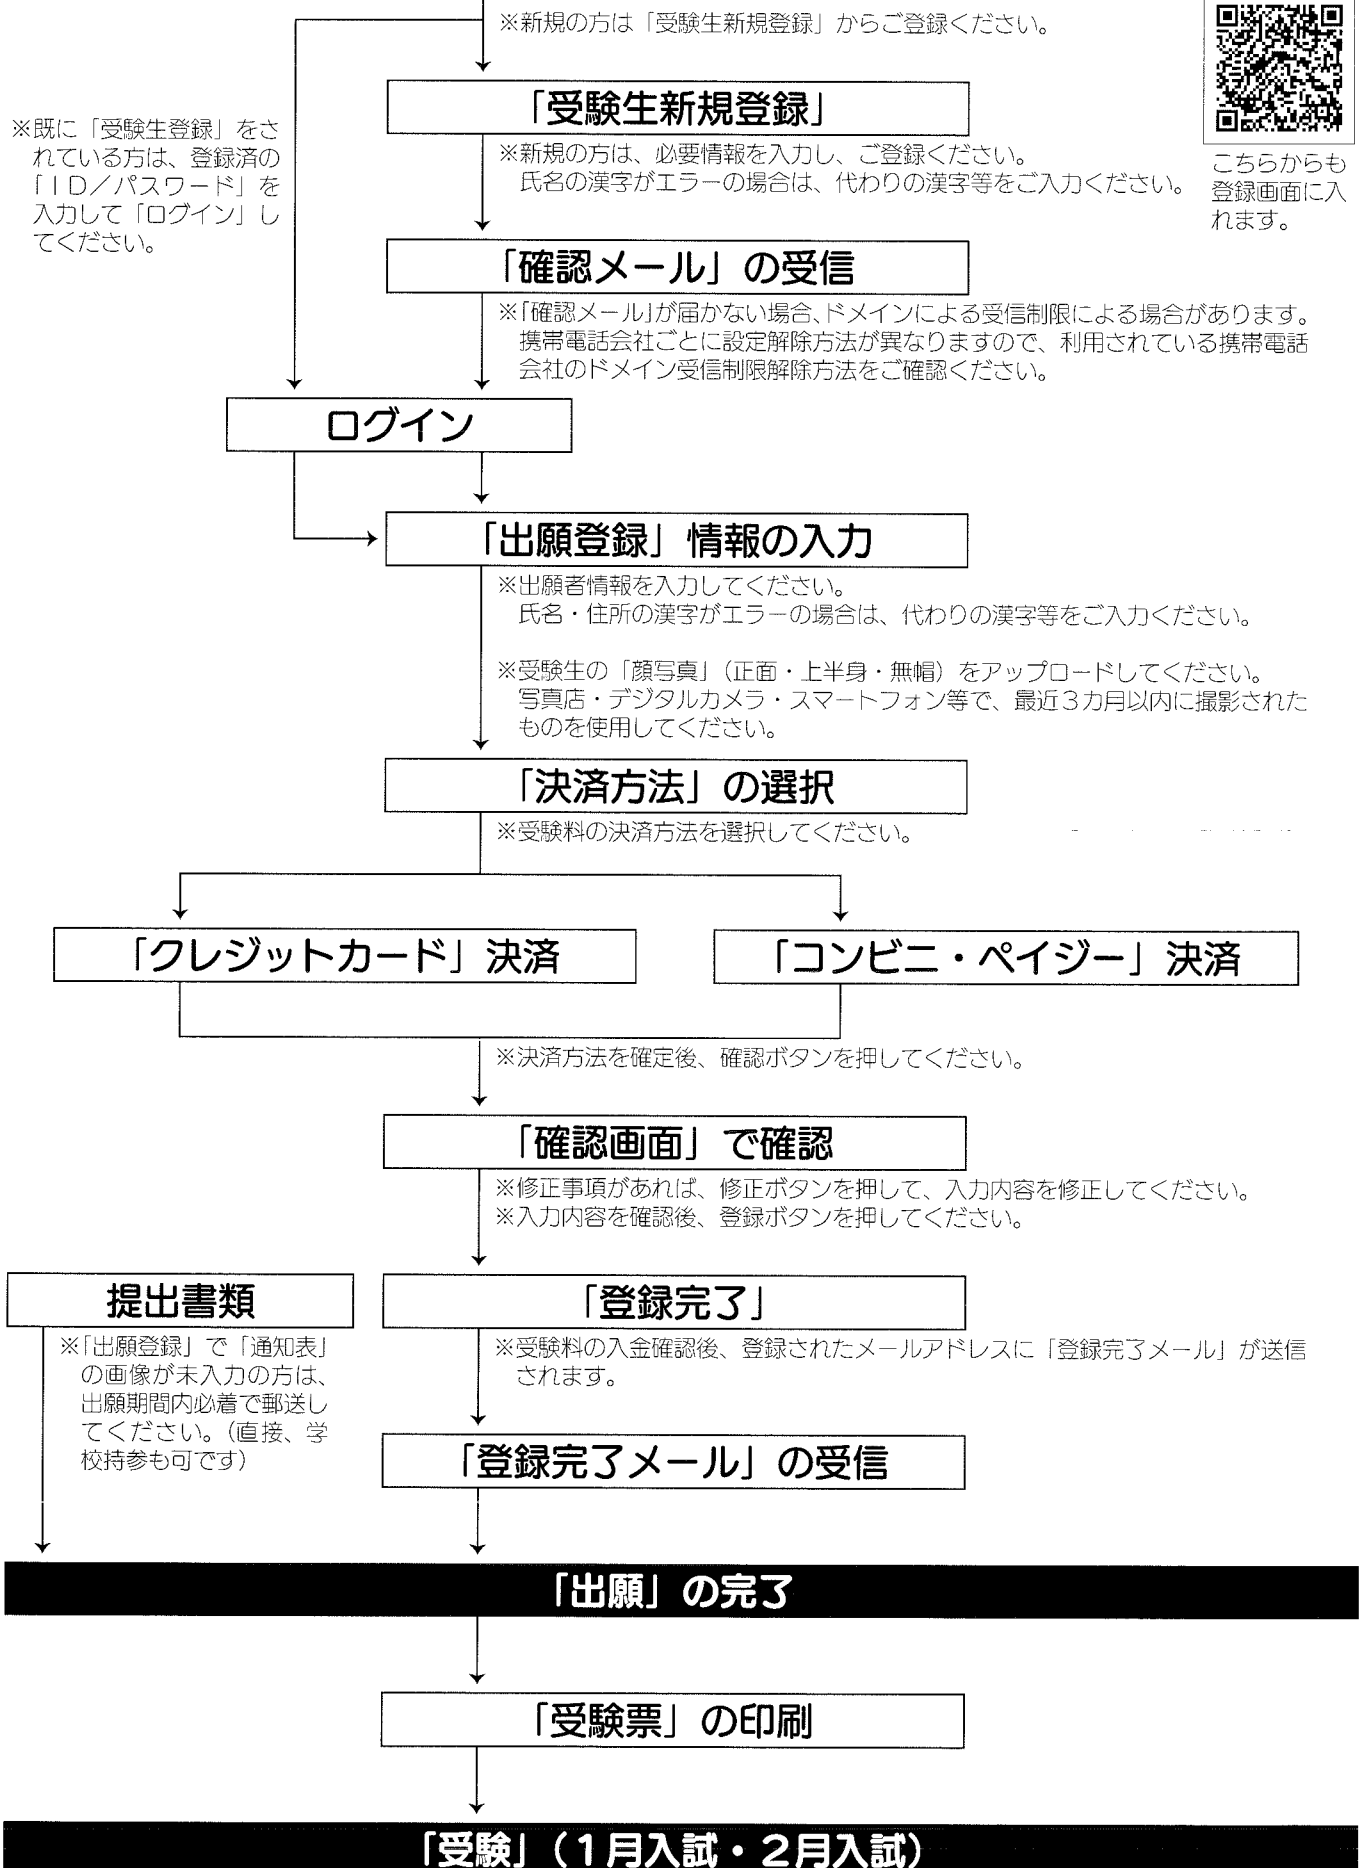 ※新規の方は「受験生新規登録」からご登録ください。
「受験生新規登録」
※既に「受験生登録」をさ
れている方は、登録済の
「ID／パスワード」を
入力して「ログイン」し
てください。
※新規の方は、必要情報を入力し、ご登録ください。
氏名の漢字がエラーの場合は、代わりの漢字等をご入力ください。
こちらからも
登録画面に入
れます。
「確認メール」の受信
※「確認メール」が届かない場合、ドメインによる受信制限による場合があります。
携帯電話会社ごとに設定解除方法が異なりますので、利用されている携帯電話
会社のドメイン受信制限解除方法をご確認ください。
ログイン
「出願登録」情報の入力
※出願者情報を入力してください。
氏名・住所の漢字がエラーの場合は、代わりの漢字等をご入力ください。
※受験生の「顔写真」（正面・上半身・無帽）をアップロードしてください。
写真店・デジタルカメラ・スマートフォン等で、最近３カ月以内に撮影された
ものを使用してください。
「決済方法」の選択
※受験料の決済方法を選択してください。
「クレジットカード」決済
「コンビニ・ペイジー」決済
※決済方法を確定後、確認ボタンを押してください。
「確認画面」で確認
※修正事項があれば、修正ボタンを押して、入力内容を修正してください。
※入力内容を確認後、登録ボタンを押してください。
提出書類
※「出願登録」で「通知表」
の画像が未入力の方は、
出願期間内必着で郵送し
てください。（直接、学
校持参も可です）
「登録完了」
※受験料の入金確認後、登録されたメールアドレスに「登録完了メール」が送信
されます。
「登録完了メール」の受信
「出願」の完了
「受験票」の印刷
「受験」（１月入試・２月入試）